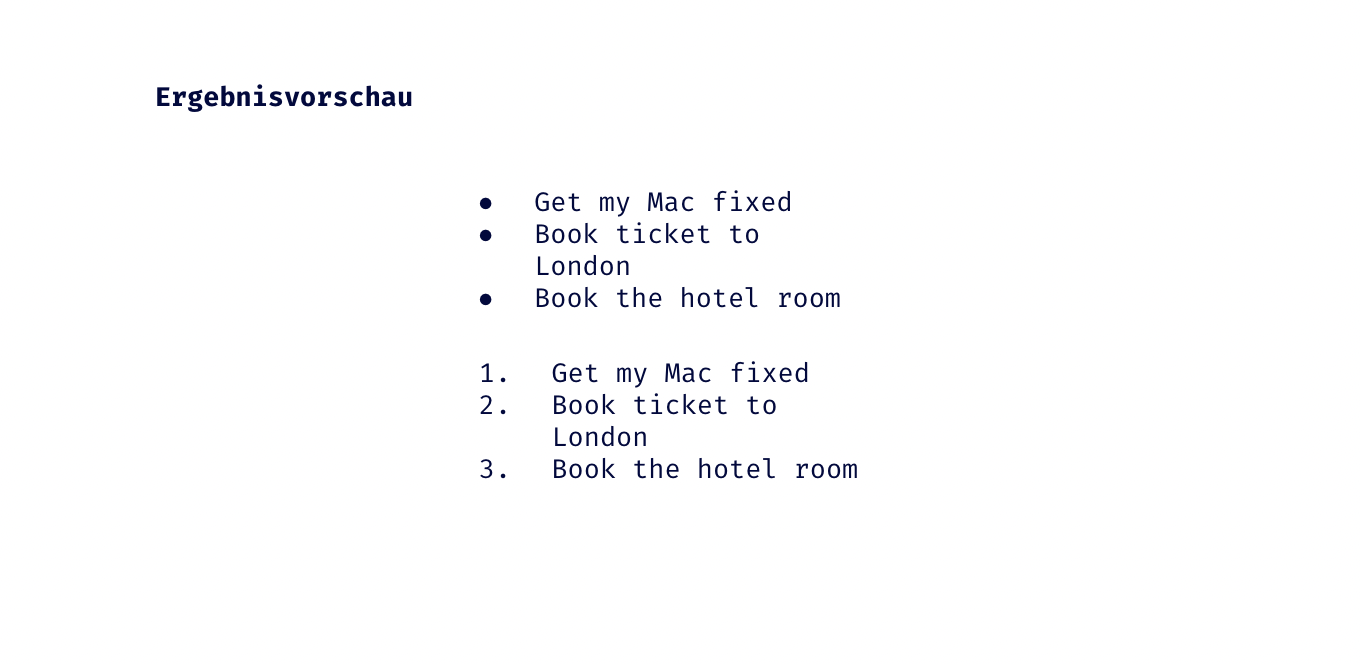 Ergebnisvorschau
● Get my Mac fixed
● Book ticket to
London
● Book the hotel room
1. Get my Mac fixed
2. Book ticket to
London
3. Book the hotel room